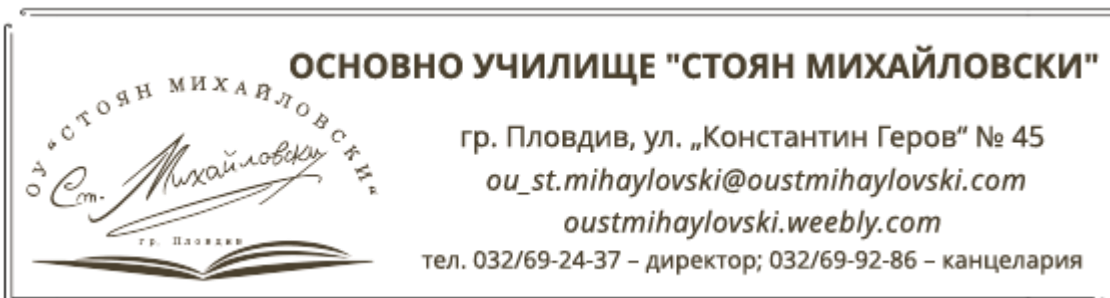 ОУ “СТОЯН МИХАЙЛОВСКИ“
Ст. Михайловски
гр. Пловдив
ОСНОВНО УЧИЛИЩЕ "СТОЯН МИХАЙЛОВСКИ"
гр. Пловдив, ул. „Константин Геров“ № 45
ou_st.mihaylovski@oustmihaylovski.com
oustmihaylovski.weebly.com
тел. 032/69-24-37 – директор; 032/69-92-86 – канцелария